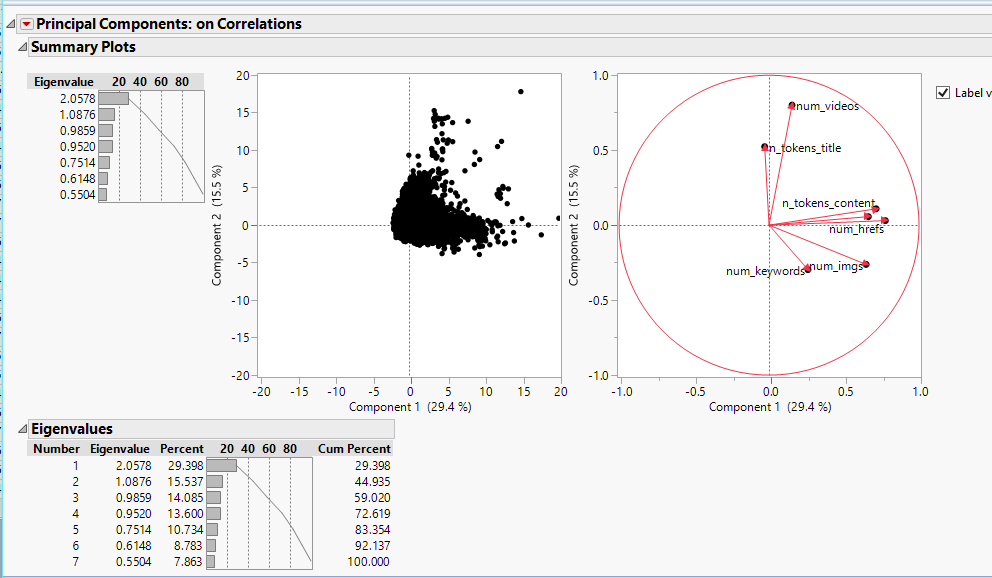 Principal Components: on Correlations
Summary Plots
Eigenvalue 20 40 60 80
2.0578
1.0876
0.9859
0.9520
0.7514
0.6148
0.5504
20
15
10
5
0
-5
-10
-15
-20
Component 2 (15.5 %)
-20 -15 -10 -5 0 5 10 15 20
Component 1 (29.4 %)
1.0
0.5
0.0
-0.5
-1.0
Component 2 (15.5 %)
num_videos
n_tokens_title
n_tokens_content
num_hrefs
num_keywords
num_imgs
-1.0 -0.5 0.0 0.5 1.0
Component 1 (29.4 %)
Label v
Eigenvalues
Number Eigenvalue Percent 20 40 60 80 Cum Percent
1 2.0578 29.398 29.398
2 1.0876 15.537 44.935
3 0.9859 14.085 59.020
4 0.9520 13.600 72.619
5 0.7514 10.734 83.354
6 0.6148 8.783 92.137
7 0.5504 7.863 100.000